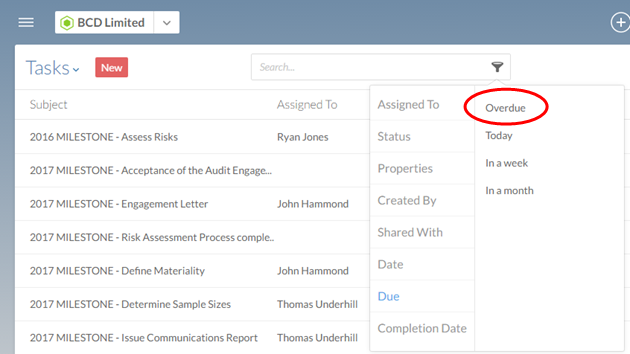 BCD Limited
Tasks New Search...
Subject Assigned To
2016 MILESTONE - Assess Risks Ryan Jones
2017 MILESTONE - Acceptance of the Audit Engage...
2017 MILESTONE - Engagement Letter John Hammond
2017 MILESTONE - Risk Assessment Process comple..
2017 MILESTONE - Define Materiality John Hammond
2017 MILESTONE - Determine Sample Sizes Thomas Underhill
2017 MILESTONE - Issue Communications Report Thomas Underhill
Assigned To
Status
Properties
Created By
Shared With
Date
Due
Completion Date
Overdue
Today
In a week
In a month